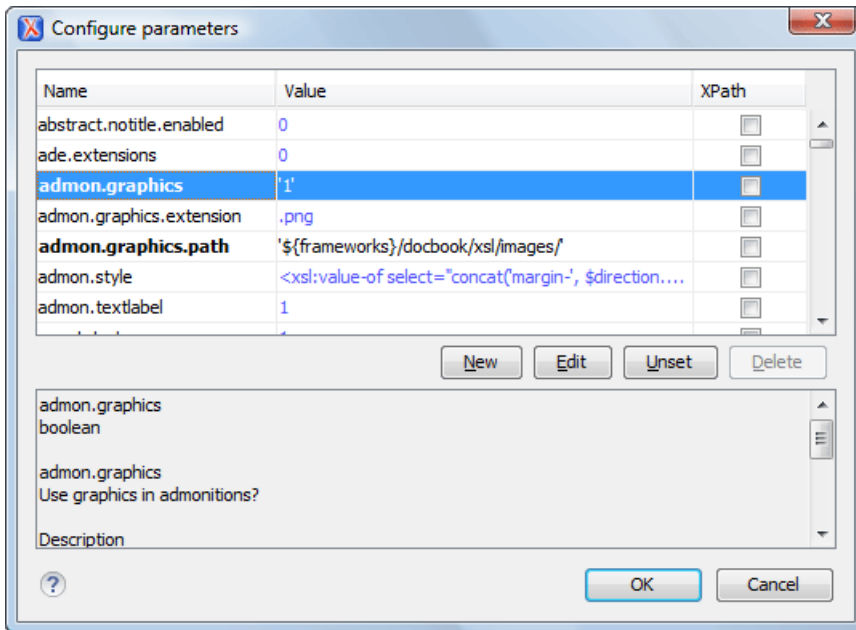 Configure parameters
Name Value XPath
abstract.notitle.enabled 0
ade.extensions 0
admon.graphics '1'
admon.graphics.extension .png
admon.graphics.path '${frameworks}/docbook/xsl/images/'
admon.style <xsl:value-of select="concat('margin-', $direction....
admon.textlabel 1
New Edit Unset Delete
admon.graphics
boolean
admon.graphics
Use graphics in admonitions?
Description
? OK Cancel